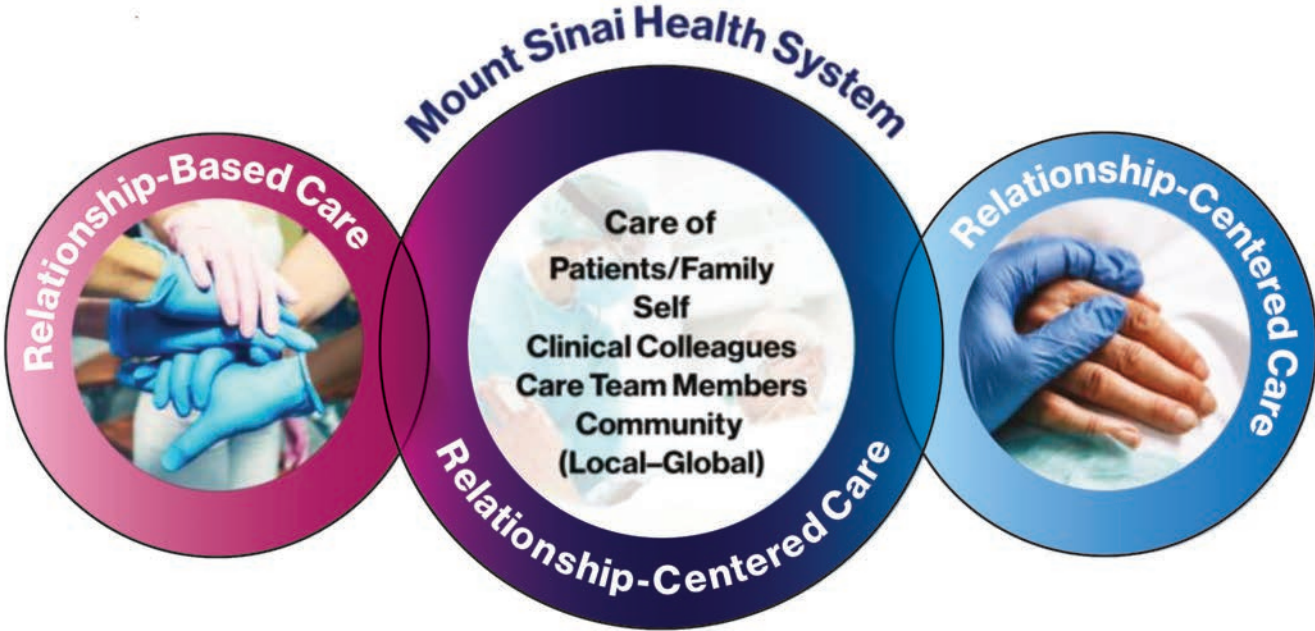 Mount Sinai Health System
Relationship-Based Care
Care of
Patients/Family
Self
Clinical Colleagues
Care Team Members
Community
(Local–Global)
Relationship-Centered Care
Relationship-Centered Care